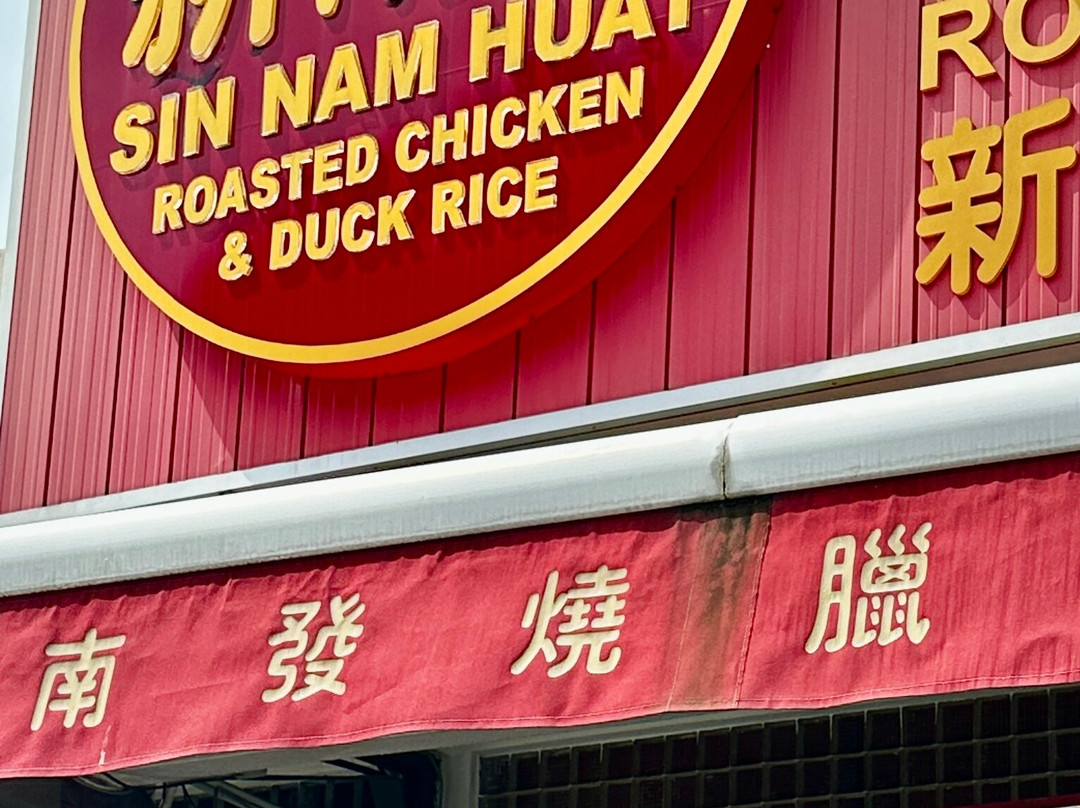 SIN NAM HUAT
ROASTED CHICKEN
& DUCK RICE
RO
新
南 發 燒 臘